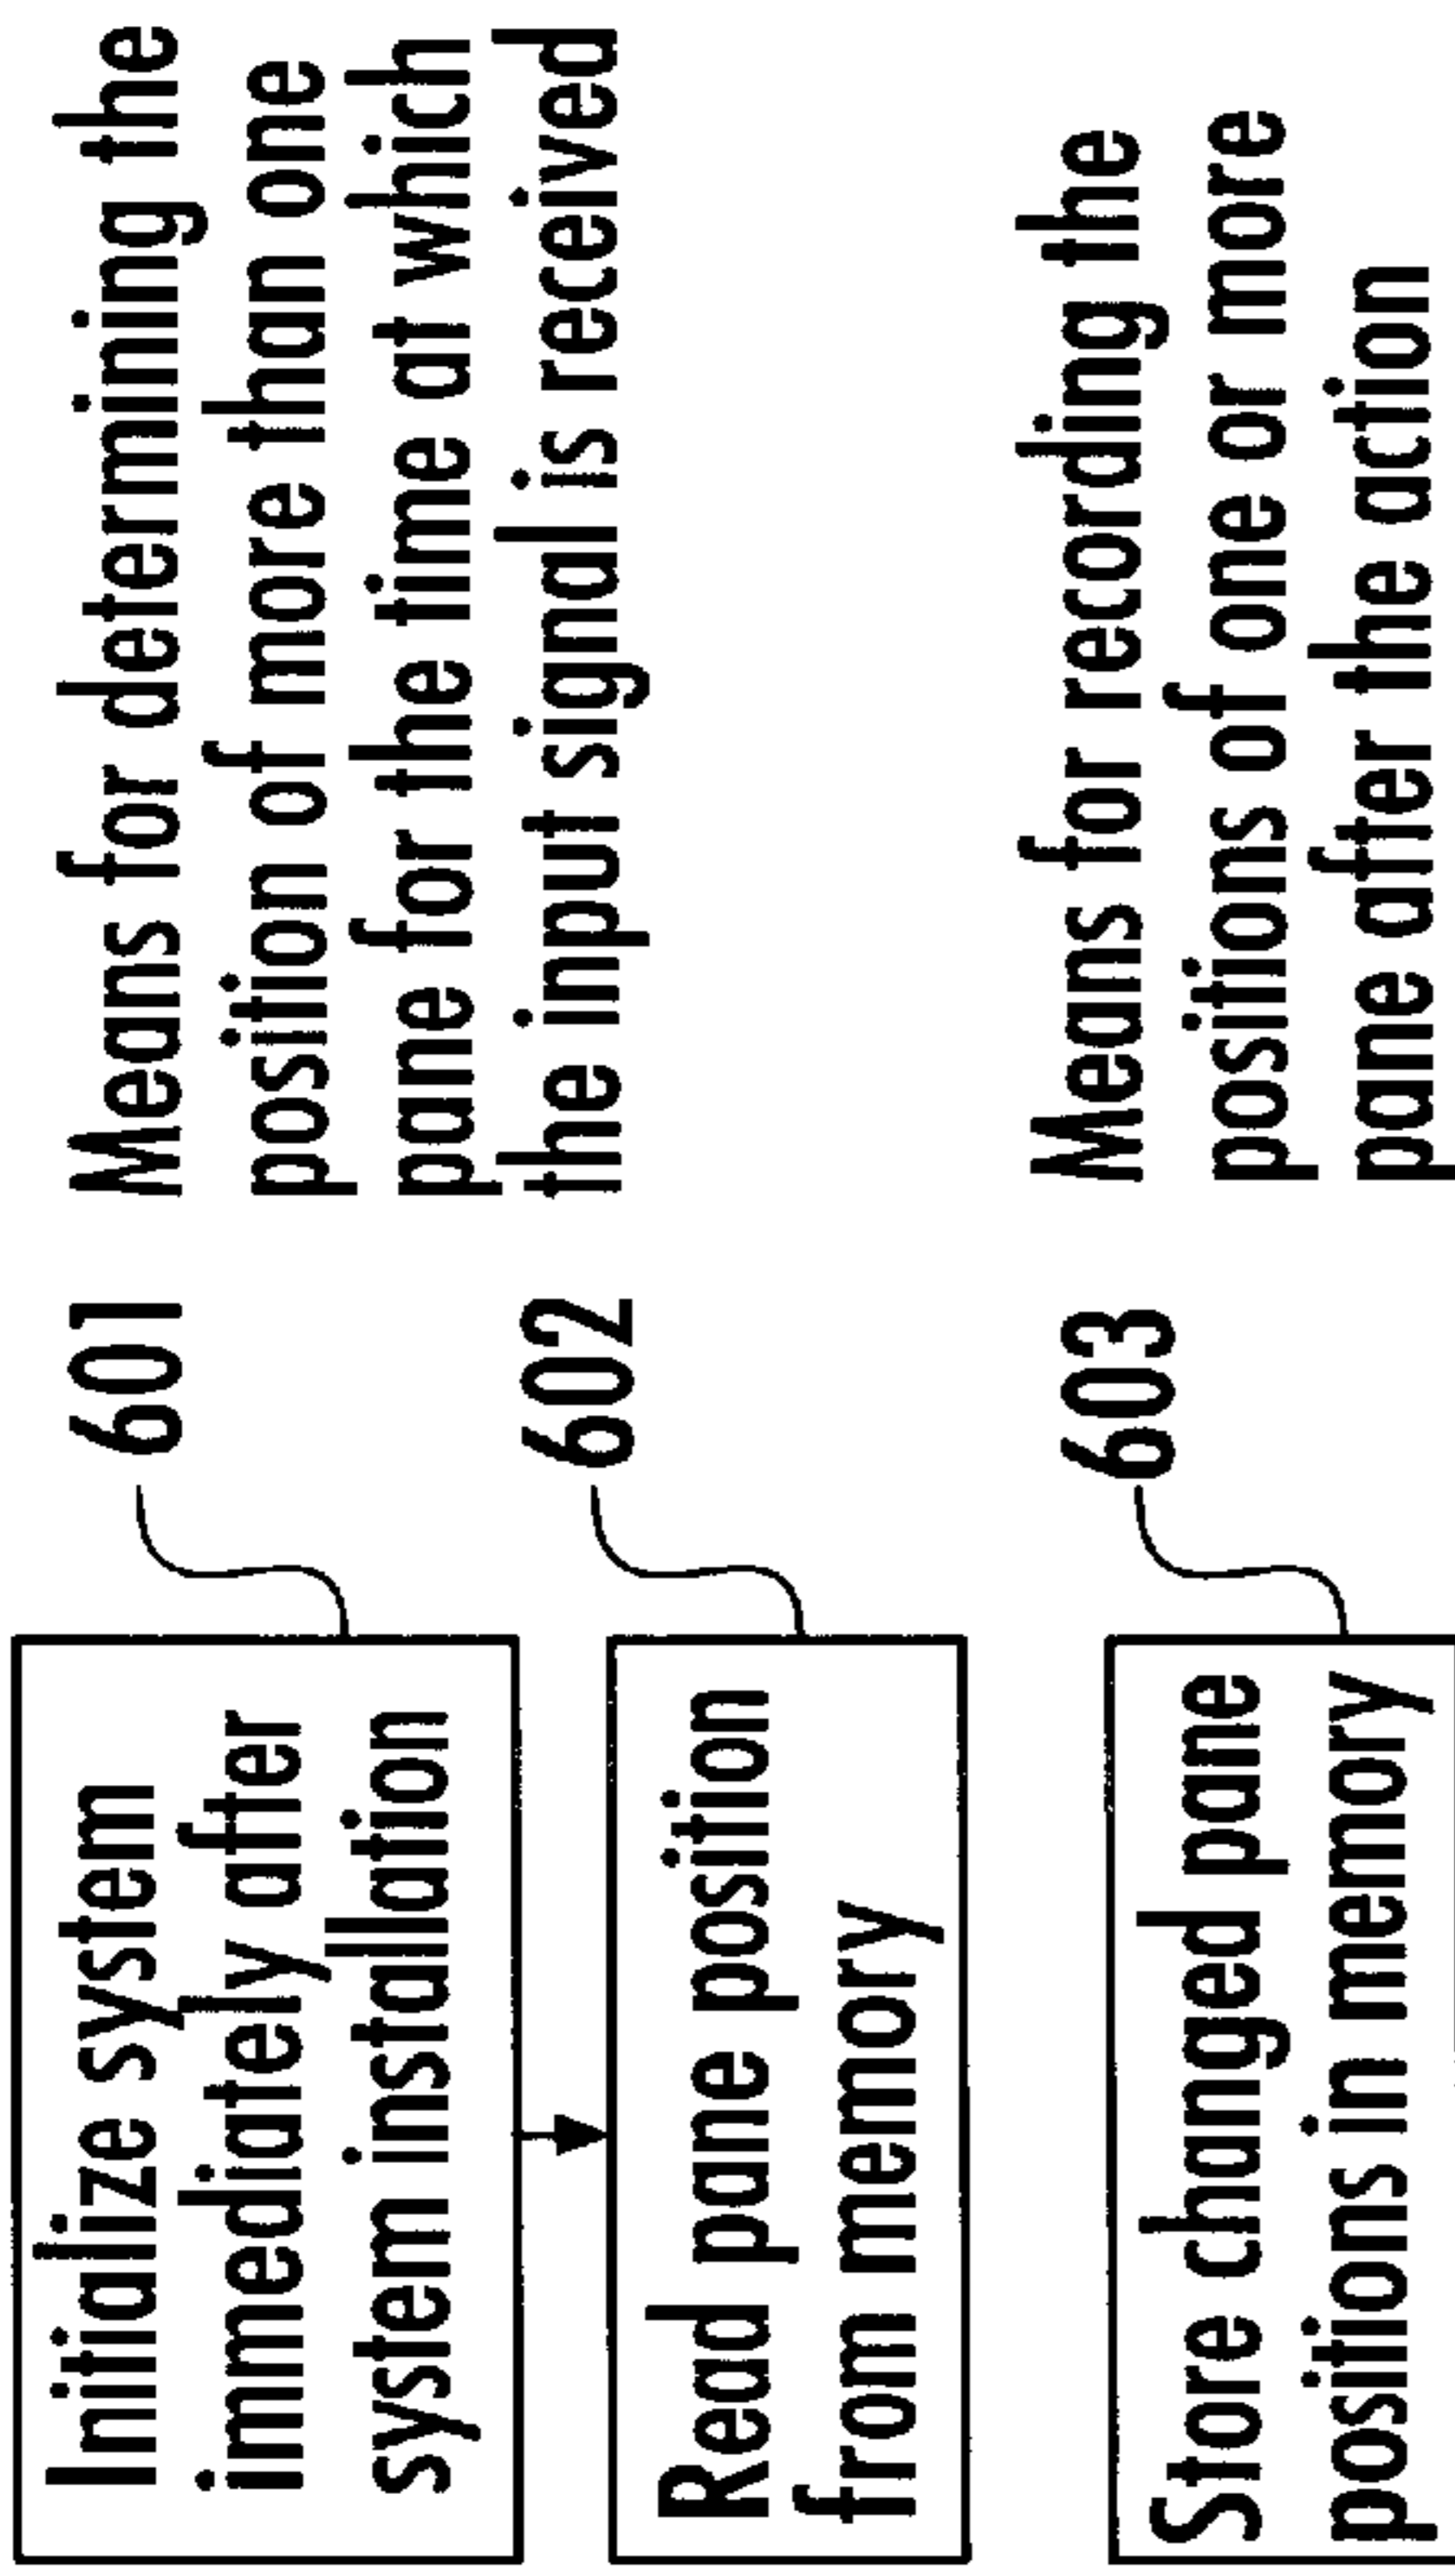 Initialize system
immediately after
system installation
601
Means for determining the
position of more than one
pane for the time at which
the input signal is received
Read pane position
from memory
602
Store changed pane
positions in memory
603
Means for recording the
positions of one or more
pane after the action